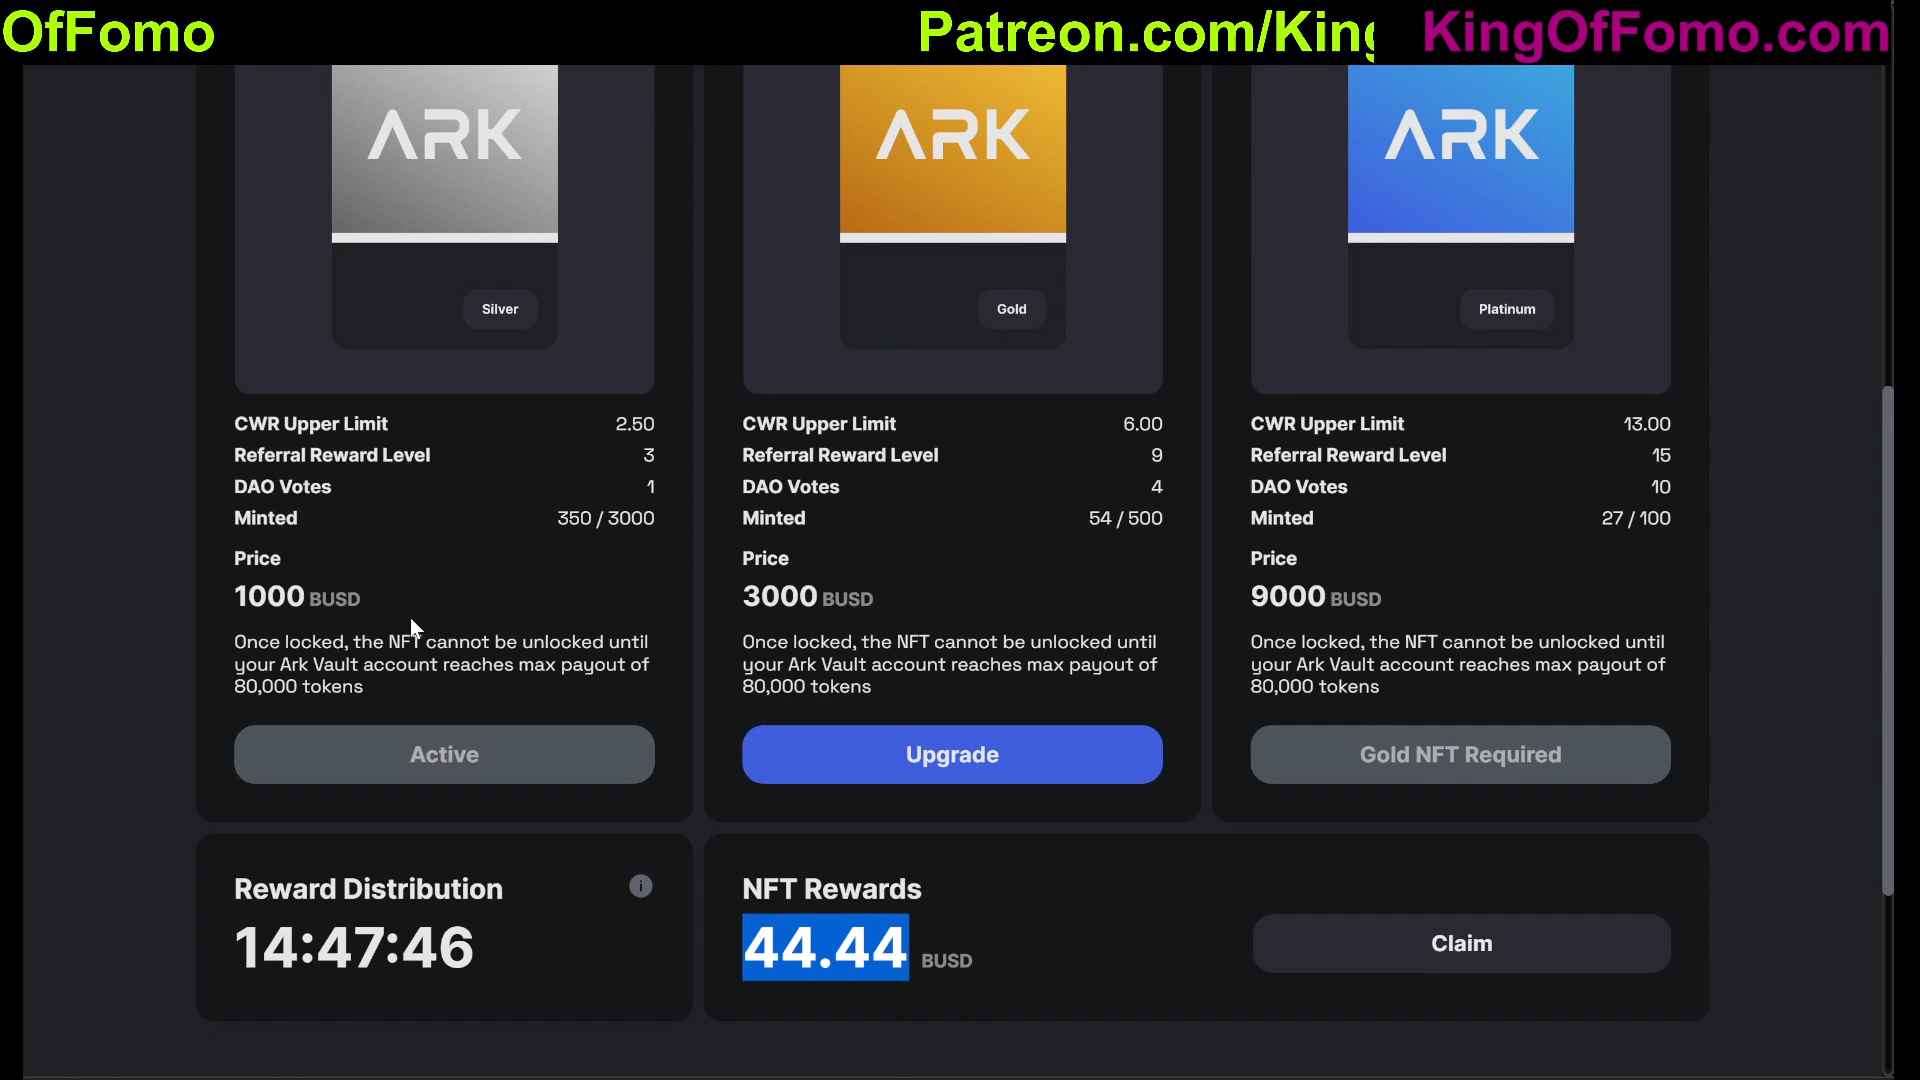 OfFomo
Patreon.com/King
KingOfFomo.com
ARK
Silver
CWR Upper Limit 2.50
Referral Reward Level 3
DAO Votes 1
Minted 350 / 3000
Price
1000 BUSD
Once locked, the NFT cannot be unlocked until
your Ark Vault account reaches max payout of
80,000 tokens
Active
ARK
Gold
CWR Upper Limit 6.00
Referral Reward Level 9
DAO Votes 4
Minted 54 / 500
Price
3000 BUSD
Once locked, the NFT cannot be unlocked until
your Ark Vault account reaches max payout of
80,000 tokens
Upgrade
ARK
Platinum
CWR Upper Limit 13.00
Referral Reward Level 15
DAO Votes 10
Minted 27 / 100
Price
9000 BUSD
Once locked, the NFT cannot be unlocked until
your Ark Vault account reaches max payout of
80,000 tokens
Gold NFT Required
Reward Distribution
14:47:46
NFT Rewards
44.44 BUSD
Claim